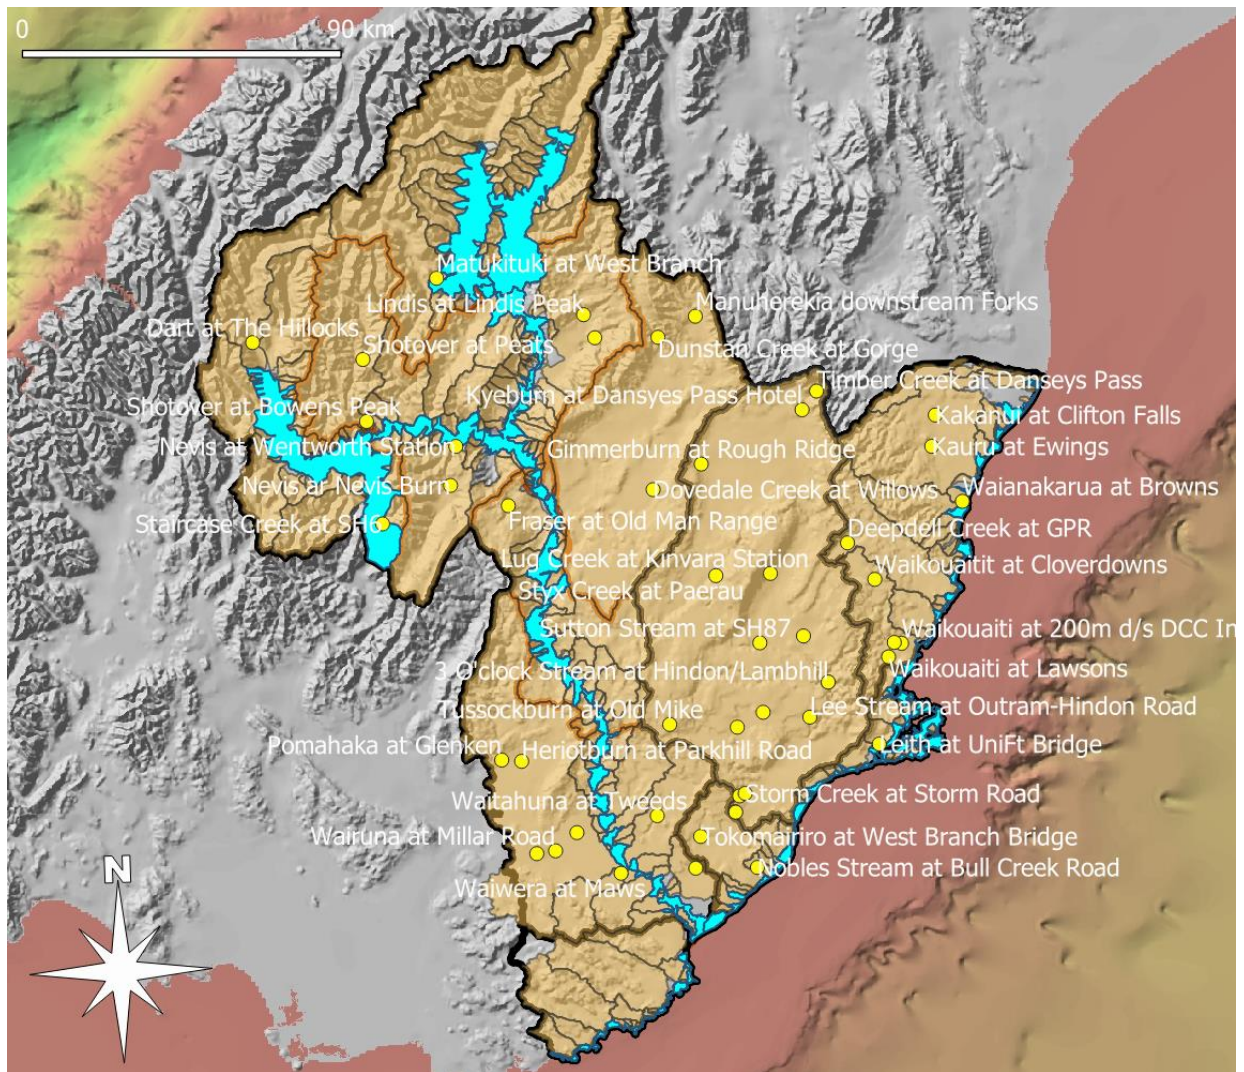 0 90 km
Matukituki at West Branch
Lindis at Lindis Peak
Manuherekia downstream Forks
Dart at The Hillocks
Shotover at Peats
Dunstan Creek at Gorge
Timber Creek at Danseys Pass
Kyeburn at Dansyes Pass Hotel
Shotover at Bowens Peak
Kakanui at Clifton Falls
Nevis at Wentworth Station
Gimmerburn at Rough Ridge
Kauru at Ewings
Nevis ar Nevis Burn
Dovedale Creek at Willows
Waianakarua at Browns
Staircase Creek at SH6
Fraser at Old Man Range
Deepdell Creek at GPR
Lug Creek at Kinvara Station
Waikouaitit at Cloverdowns
Styx Creek at Paerau
Sutton Stream at SH87
Waikouaiti at 200m d/s DCC In
3 O'clock Stream at Hindon/Lambhill
Waikouaiti at Lawsons
Tussockburn at Old Mike
Lee Stream at Outram-Hindon Road
Pomahaka at Glenken
Heriotburn at Parkhill Road
Leith at UniFt Bridge
Waitahuna at Tweeds
Storm Creek at Storm Road
Wairuna at Millar Road
Tokomairiro at West Branch Bridge
Waiwera at Maws
Nobles Stream at Bull Creek Road
N